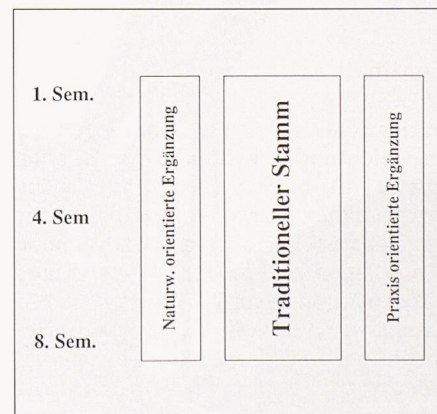 1. Sem.
4. Sem
8. Sem.
Naturw. orientierte Ergänzung
Traditioneller Stamm
Praxis orientierte Ergänzung